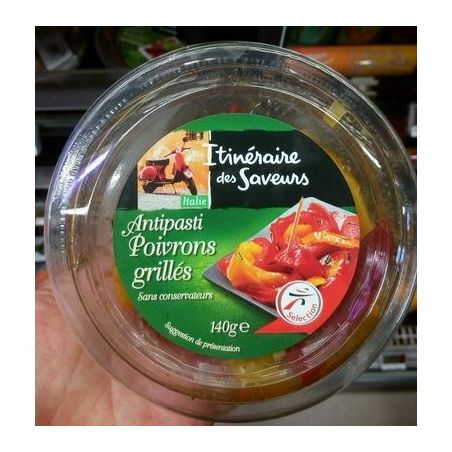 Itinéraire
des Saveurs
Italie
Antipasti
Poivrons
grillés
Sans conservateurs
140g e
Sélection
Suggestion de présentation